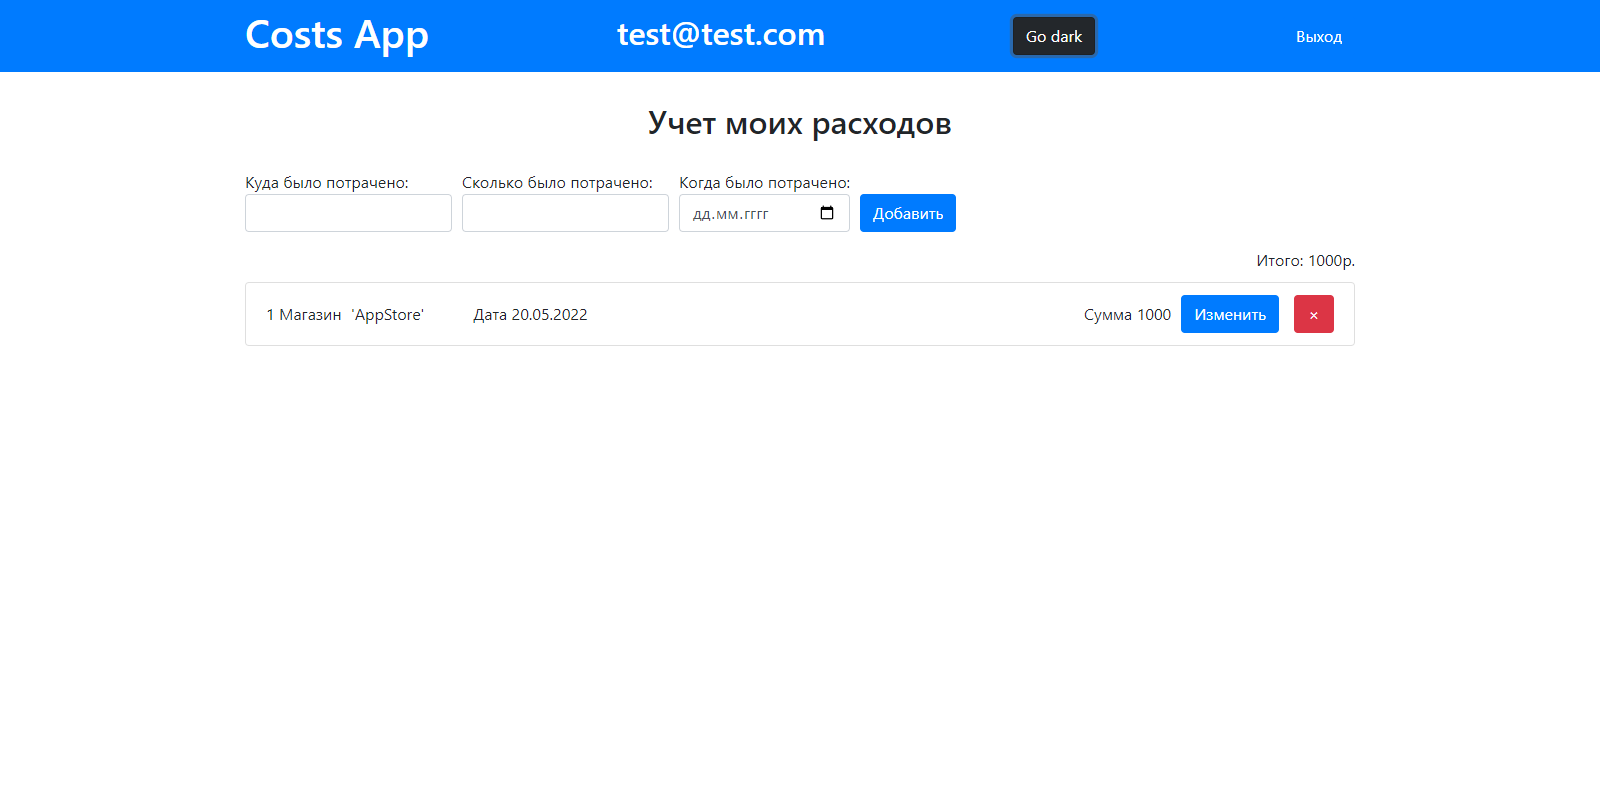 Costs App test@test.com Go dark Выход
Учет моих расходов
Куда было потрачено: Сколько было потрачено: Когда было потрачено:
дд.мм.гггг Добавить
Итого: 1000р.
1 Магазин 'AppStore' Дата 20.05.2022 Сумма 1000 Изменить ×